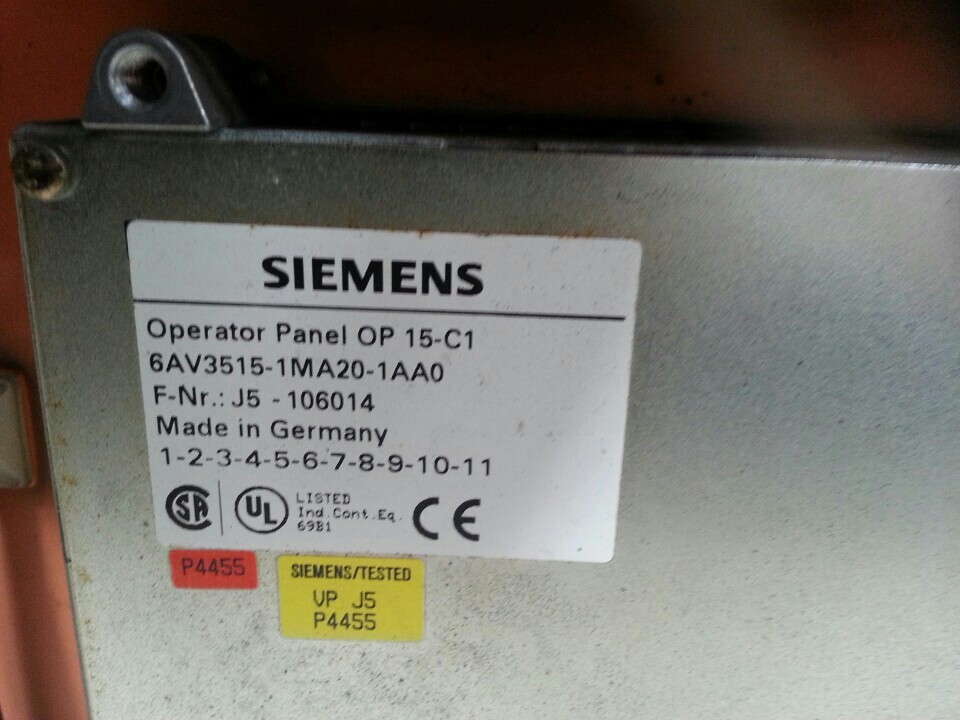 SIEMENS
Operator Panel OP 15-C1
6AV3515-1MA20-1AA0
F-Nr.: J5 - 106014
Made in Germany
1-2-3-4-5-6-7-8-9-10-11
SA
UL
LISTED
Ind.Cont.Eq.
69B1
CE
P4455
SIEMENS/TESTED
VP J5
P4455